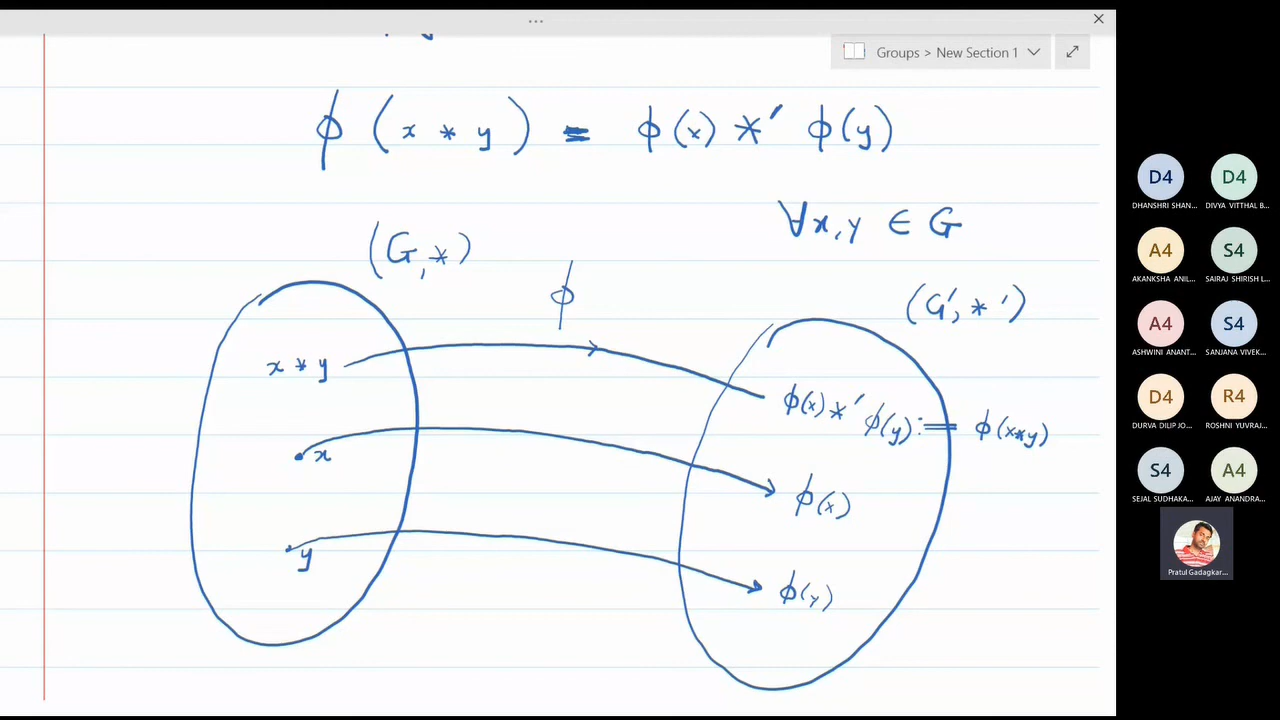 Groups > New Section 1
ϕ (x * y) = ϕ(x) *′ ϕ(y)
∀x, y ∈ G
(G, *)
ϕ
(G′, *′)
x * y
ϕ(x) *′ ϕ(y) := ϕ(x*y)
x
ϕ(x)
y
ϕ(y)
D4 D4
DHANSHRI SHAN... DIVYA VITTHAL B...
A4 S4
AKANKSHA ANIL... SAIRAJ SHIRISH L...
A4 S4
ASHWINI ANANT... SANJANA VIVEK...
D4 R4
DURVA DILIP JO... ROSHNI YUVRAJ...
S4 A4
SEJAL SUDHAKA... AJAY ANANDRA...
Pratul Gadagkar...